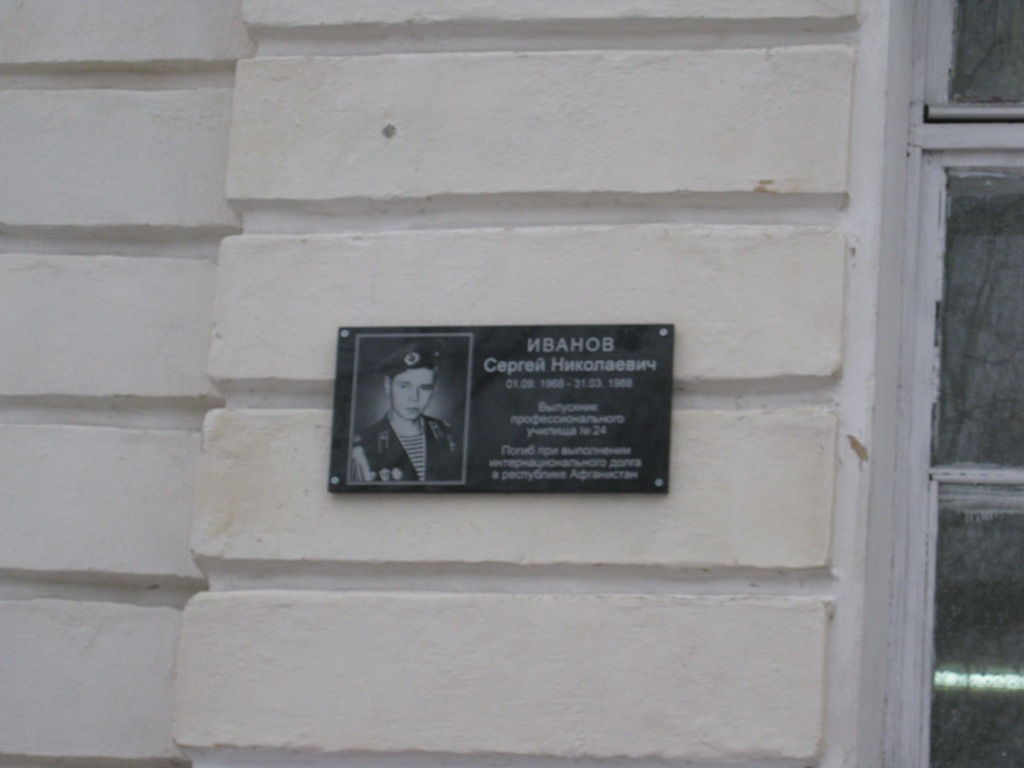 ИВАНОВ
Сергей Николаевич
01.09. 1968 - 31.03. 1988
Выпускник
профессионального
училища № 24
Погиб при выполнении
интернационального долга
в республике Афганистан